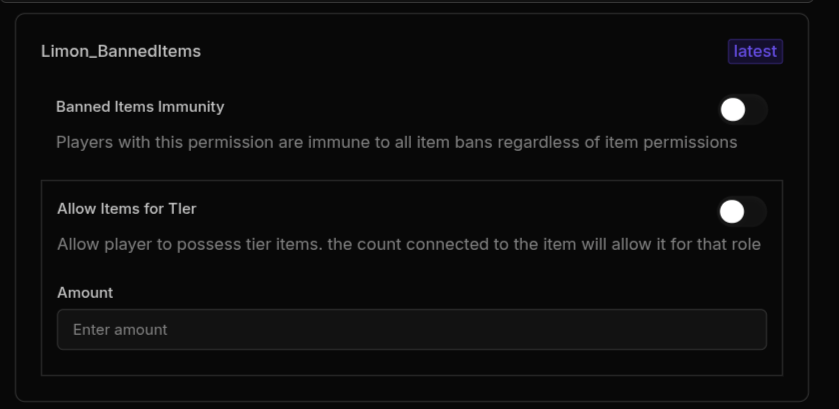 Limon_BannedItems
latest
Banned Items Immunity
Players with this permission are immune to all item bans regardless of item permissions
Allow Items for TIer
Allow player to possess tier items. the count connected to the item will allow it for that role
Amount
Enter amount